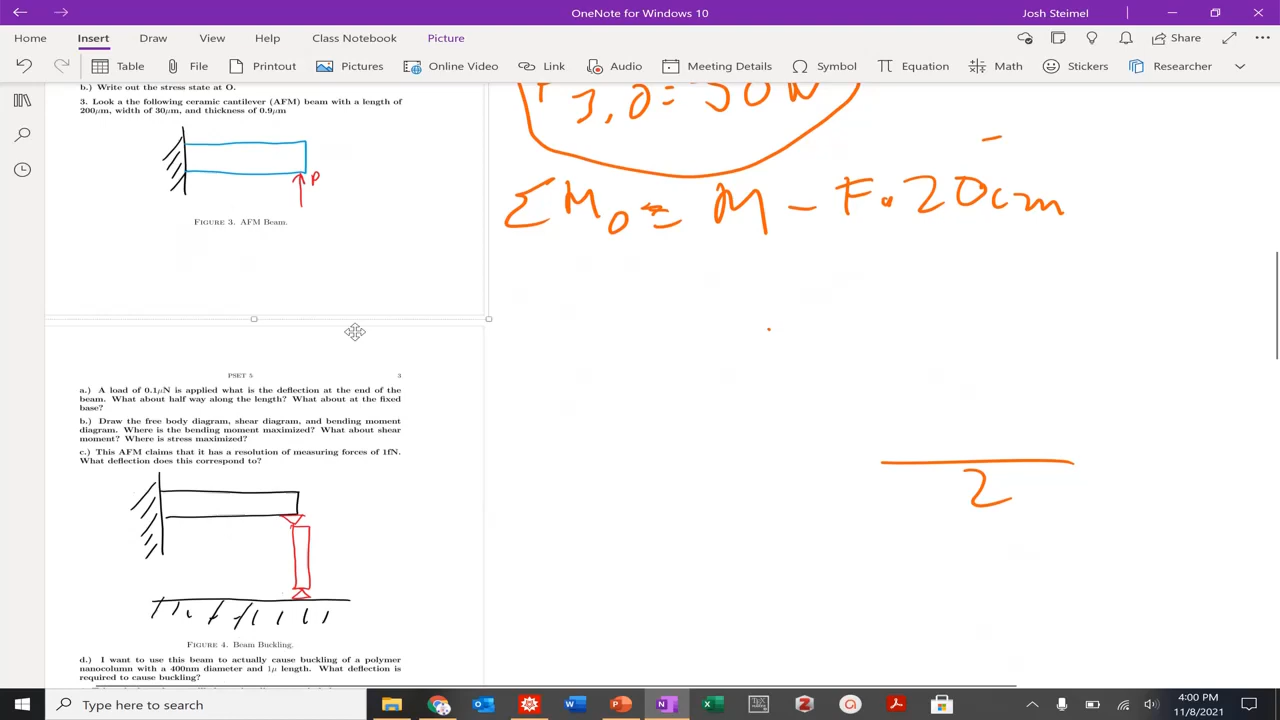 OneNote for Windows 10
Josh Steimel
Home
Insert
Draw
View
Help
Class Notebook
Picture
Share
Table
File
Printout
Pictures
Online Video
Link
Audio
Meeting Details
Symbol
Equation
Math
Stickers
Researcher
b.) Write out the stress state at O.
3. Look a the following ceramic cantilever (AFM) beam with a length of
200μm, width of 30μm, and thickness of 0.9μm
P
FIGURE 3. AFM Beam.
3,0 = 50N
ΣM0 = M - F. 20cm
2
PSET 5
3
a.) A load of 0.1μN is applied what is the deflection at the end of the
beam. What about half way along the length? What about at the fixed
base?
b.) Draw the free body diagram, shear diagram, and bending moment
diagram. Where is the bending moment maximized? What about shear
moment? Where is stress maximized?
c.) This AFM claims that it has a resolution of measuring forces of 1fN.
What deflection does this correspond to?
FIGURE 4. Beam Buckling.
d.) I want to use this beam to actually cause buckling of a polymer
nanocolumn with a 400nm diameter and 1μ length. What deflection is
required to cause buckling?
Type here to search
4:00 PM
11/8/2021